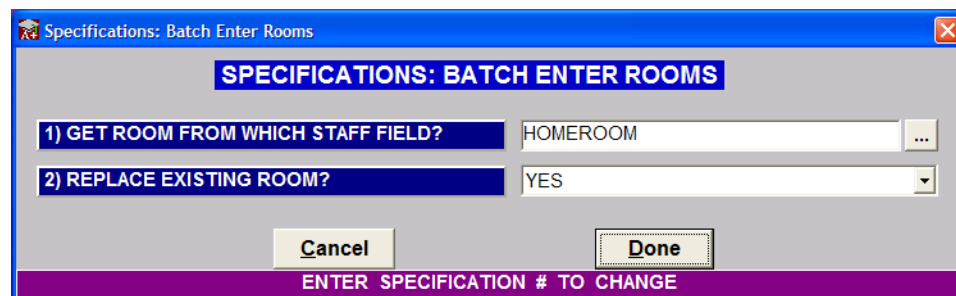 Specifications: Batch Enter Rooms
SPECIFICATIONS: BATCH ENTER ROOMS
1) GET ROOM FROM WHICH STAFF FIELD? HOMEROOM ...
2) REPLACE EXISTING ROOM? YES
Cancel Done
ENTER SPECIFICATION # TO CHANGE